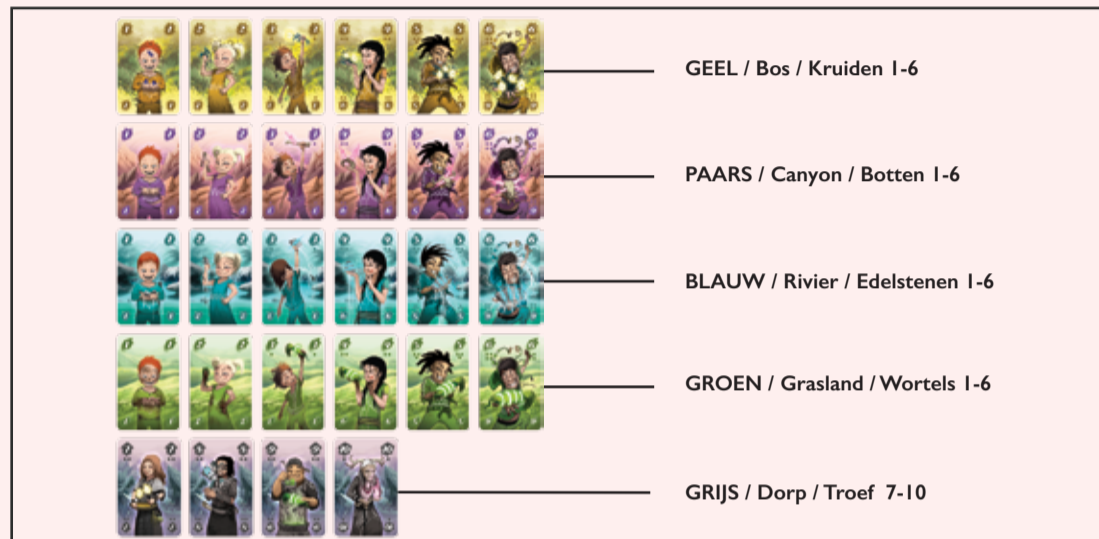 GEEL / Bos / Kruiden 1-6
PAARS / Canyon / Botten 1-6
BLAUW / Rivier / Edelstenen 1-6
GROEN / Grasland / Wortels 1-6
GRIJS / Dorp / Troef 7-10